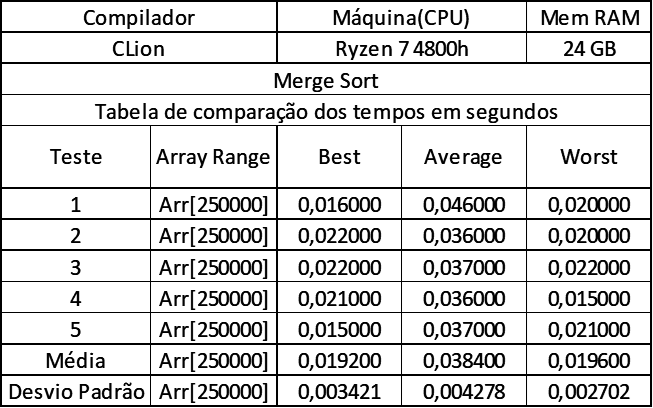 Compilador Máquina(CPU) Mem RAM
CLion Ryzen 7 4800h 24 GB
Merge Sort
Tabela de comparação dos tempos em segundos
Teste Array Range Best Average Worst
1 Arr[250000] 0,016000 0,046000 0,020000
2 Arr[250000] 0,022000 0,036000 0,020000
3 Arr[250000] 0,022000 0,037000 0,022000
4 Arr[250000] 0,021000 0,036000 0,015000
5 Arr[250000] 0,015000 0,037000 0,021000
Média Arr[250000] 0,019200 0,038400 0,019600
Desvio Padrão Arr[250000] 0,003421 0,004278 0,002702